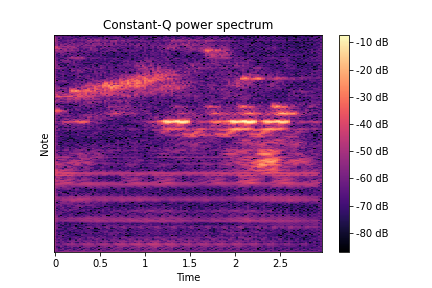 Constant-Q power spectrum
-10 dB
-20 dB
-30 dB
-40 dB
-50 dB
-60 dB
-70 dB
-80 dB
Note
0
0.5
1
1.5
2
2.5
Time